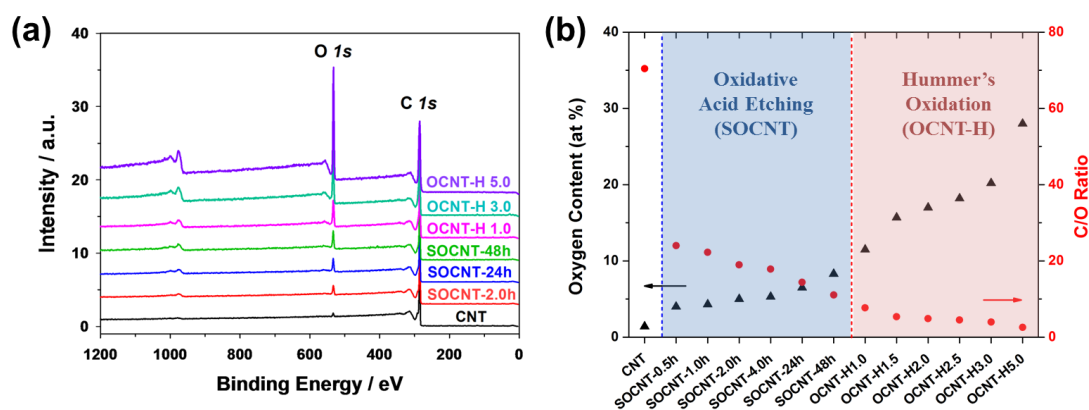 (a)
O 1s
C 1s
OCNT-H 5.0
OCNT-H 3.0
OCNT-H 1.0
SOCNT-48h
SOCNT-24h
SOCNT-2.0h
CNT
40
30
20
10
0
Intensity / a.u.
1200 1000 800 600 400 200 0
Binding Energy / eV
(b)
Oxidative
Acid Etching
(SOCNT)
Hummer's
Oxidation
(OCNT-H)
40
30
20
10
0
Oxygen Content (at %)
80
60
40
20
0
C/O Ratio
CNT
SOCNT-0.5h
SOCNT-1.0h
SOCNT-2.0h
SOCNT-4.0h
SOCNT-24h
SOCNT-48h
OCNT-H1.0
OCNT-H1.5
OCNT-H2.0
OCNT-H2.5
OCNT-H3.0
OCNT-H5.0